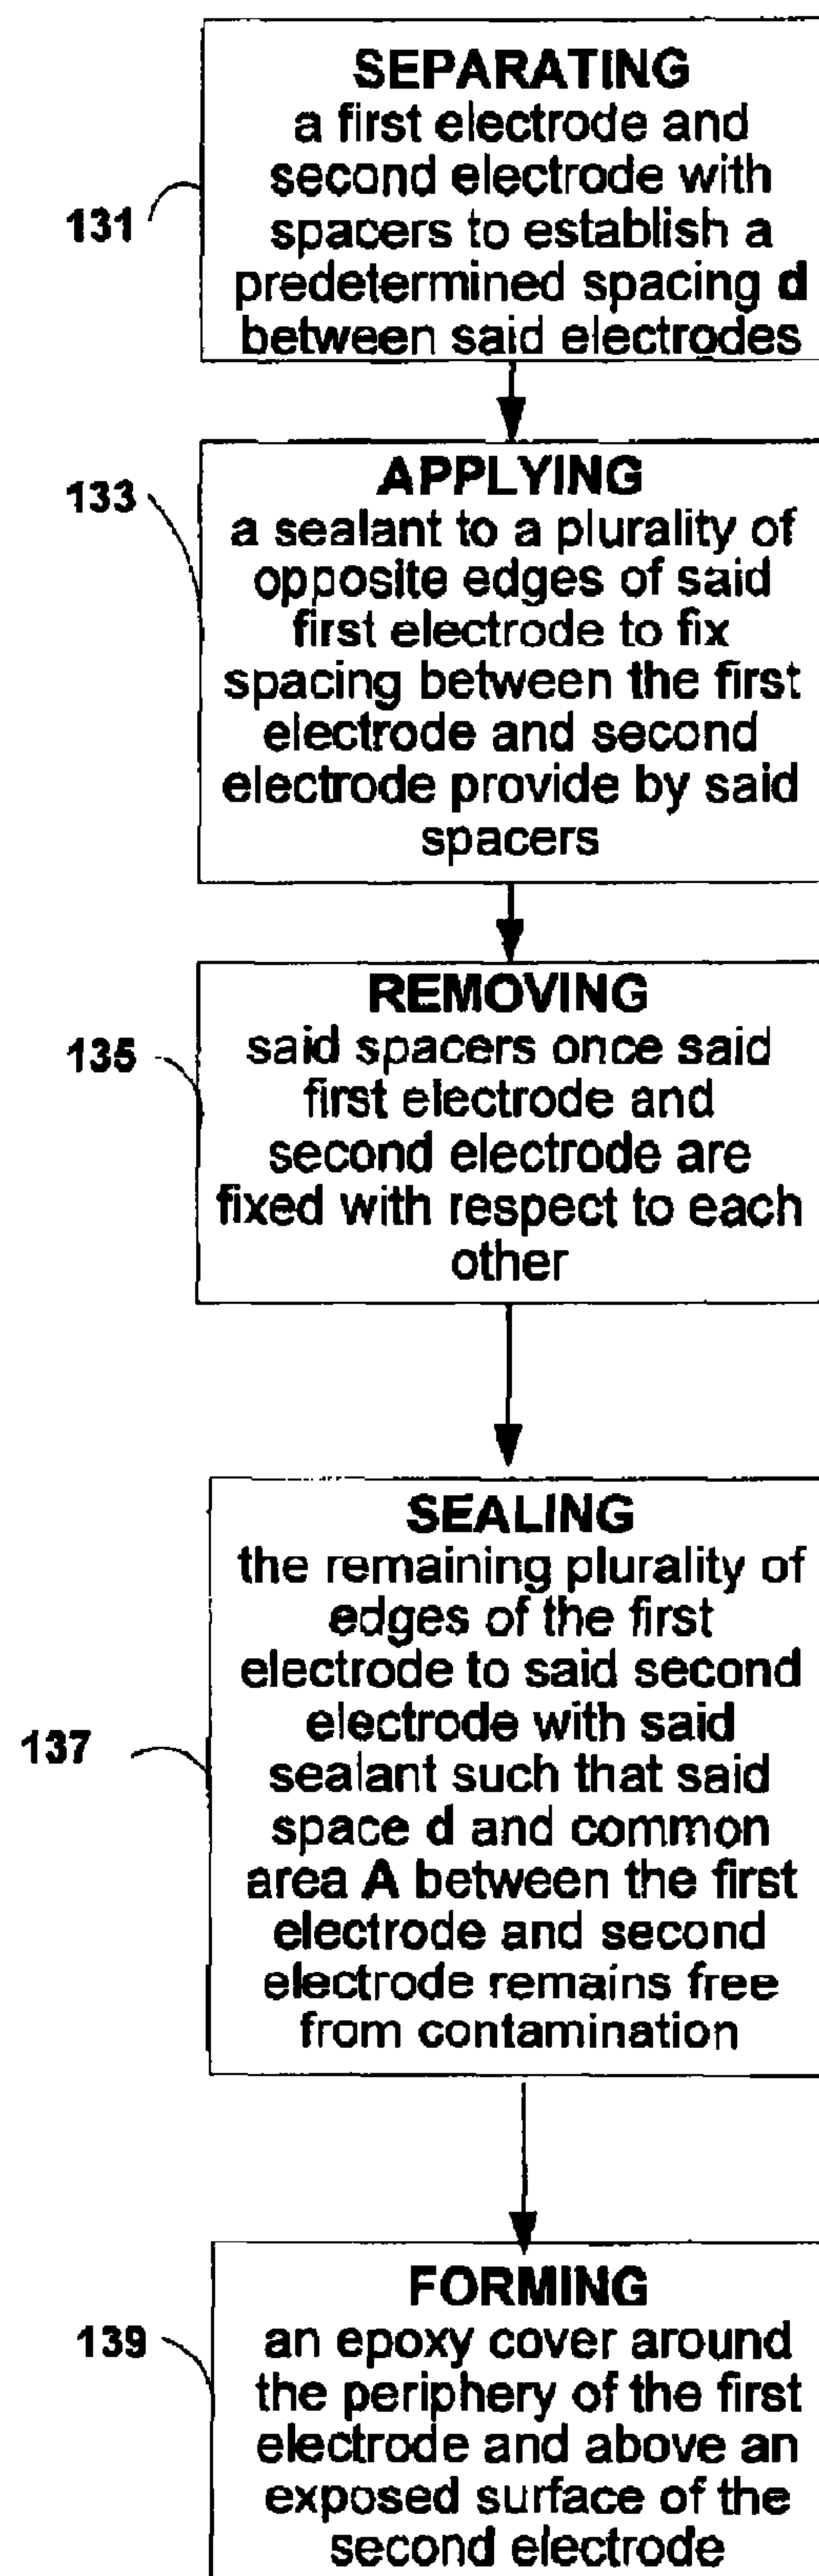 SEPARATING
a first electrode and
second electrode with
131
spacers to establish a
predetermined spacing d
between said electrodes
APPLYING
133
a sealant to a plurality of
opposite edges of said
first electrode to fix
spacing between the first
electrode and second
electrode provide by said
spacers
REMOVING
135
said spacers once said
first electrode and
second electrode are
fixed with respect to each
other
SEALING
the remaining plurality of
edges of the first
electrode to said second
137
electrode with said
sealant such that said
space d and common
area A between the first
electrode and second
electrode remains free
from contamination
FORMING
139
an epoxy cover around
the periphery of the first
electrode and above an
exposed surface of the
second electrode